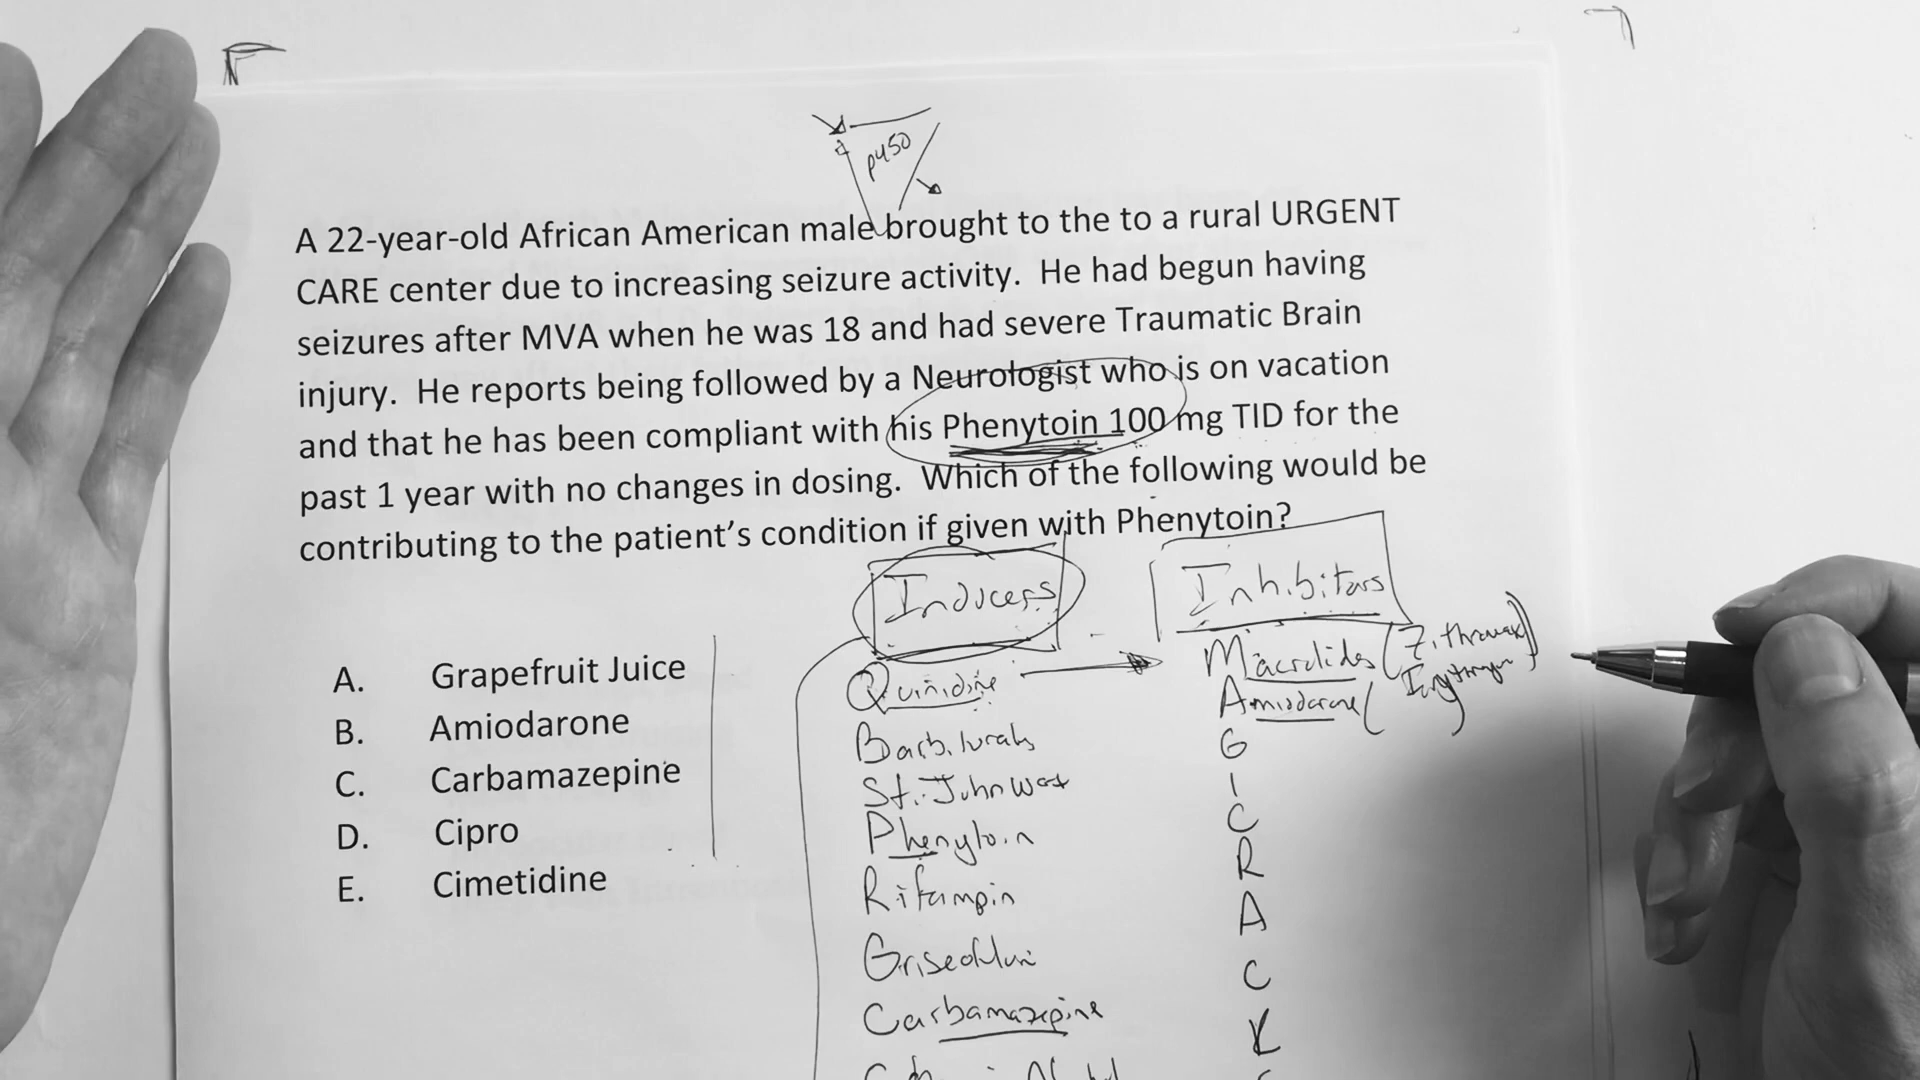 p450
A 22-year-old African American male brought to the to a rural URGENT
CARE center due to increasing seizure activity. He had begun having
seizures after MVA when he was 18 and had severe Traumatic Brain
injury. He reports being followed by a Neurologist who is on vacation
and that he has been compliant with his Phenytoin 100 mg TID for the
past 1 year with no changes in dosing. Which of the following would be
contributing to the patient's condition if given with Phenytoin?
A. Grapefruit Juice
B. Amiodarone
C. Carbamazepine
D. Cipro
E. Cimetidine
Inducers
Quinidine
Barbiturats
St. John Wort
Phenytoin
Rifampin
Carbamazepine
Inhibitors
Macrolides
Amiodarone
G
I
C
R
A
C
K